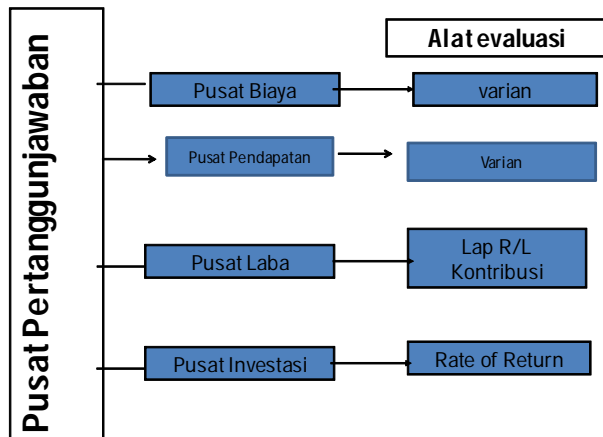 Pusat Pertanggunjawaban
Alat evaluasi
Pusat Biaya
varian
Pusat Pendapatan
Varian
Pusat Laba
Lap R/L
Kontribusi
Pusat Investasi
Rate of Return